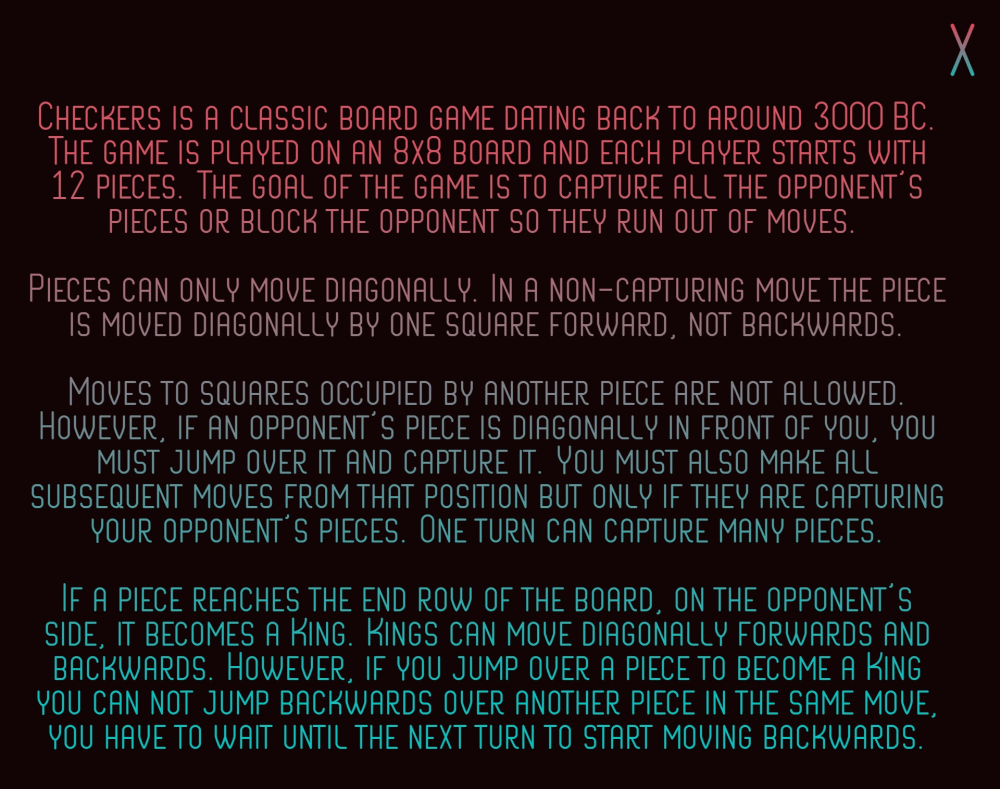 X
Checkers is a classic board game dating back to around 3000 BC.
The game is played on an 8x8 board and each player starts with
12 pieces. The goal of the game is to capture all the opponent's
pieces or block the opponent so they run out of moves.
Pieces can only move diagonally. In a non-capturing move the piece
is moved diagonally by one square forward, not backwards.
Moves to squares occupied by another piece are not allowed.
However, if an opponent's piece is diagonally in front of you, you
must jump over it and capture it. You must also make all
subsequent moves from that position but only if they are capturing
your opponent's pieces. One turn can capture many pieces.
If a piece reaches the end row of the board, on the opponent's
side, it becomes a King. Kings can move diagonally forwards and
backwards. However, if you jump over a piece to become a King
you can not jump backwards over another piece in the same move,
you have to wait until the next turn to start moving backwards.